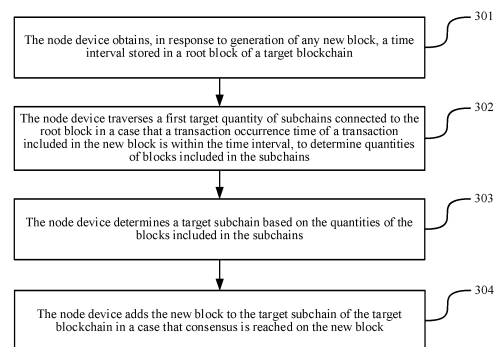 301
The node device obtains, in response to generation of any new block, a time
interval stored in a root block of a target blockchain
302
The node device traverses a first target quantity of subchains connected to the
root block in a case that a transaction occurrence time of a transaction
included in the new block is within the time interval, to determine quantities
of blocks included in the subchains
303
The node device determines a target subchain based on the quantities of the
blocks included in the subchains
304
The node device adds the new block to the target subchain of the target
blockchain in a case that consensus is reached on the new block